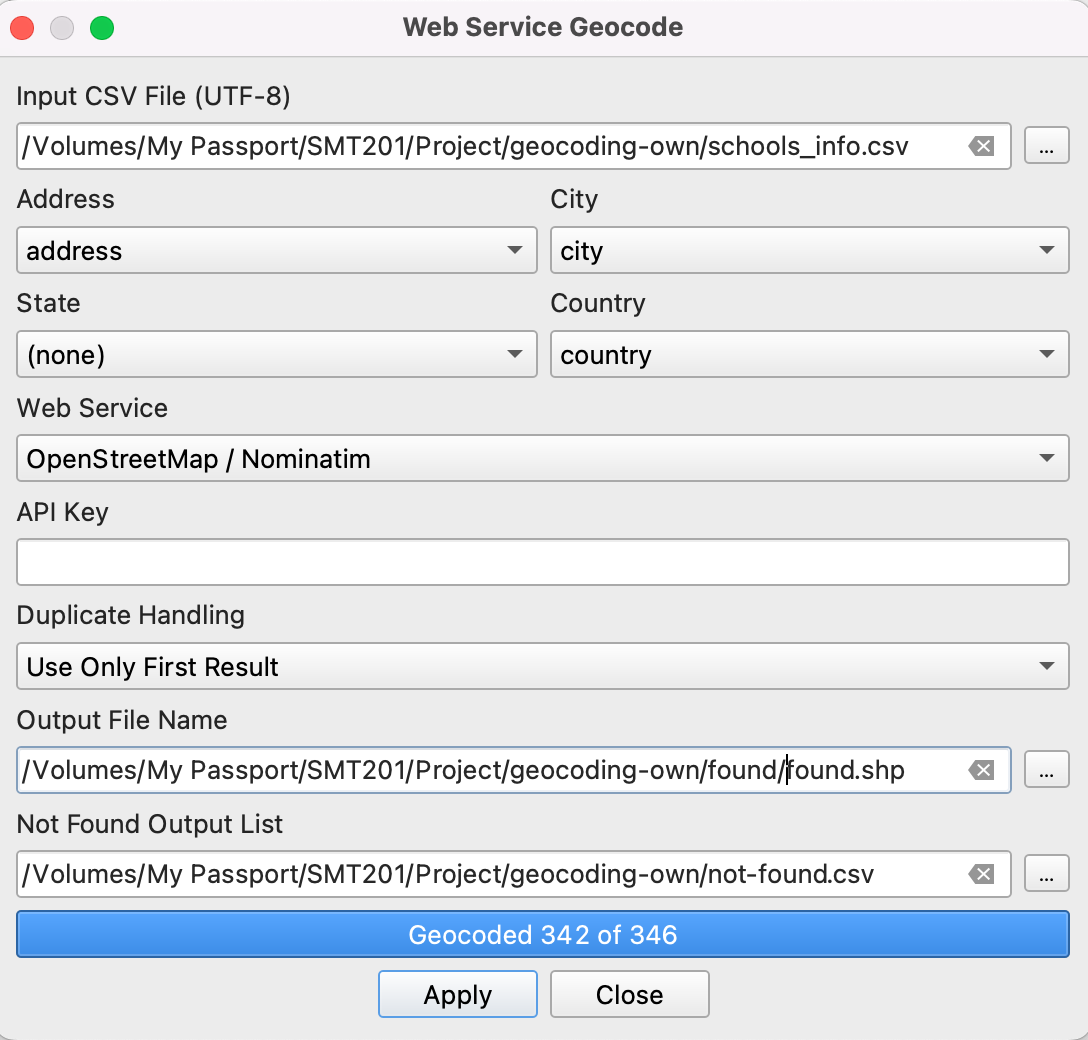 Web Service Geocode
Input CSV File (UTF-8)
/Volumes/My Passport/SMT201/Project/geocoding-own/schools_info.csv
...
Address
City
address
city
State
Country
(none)
country
Web Service
OpenStreetMap / Nominatim
API Key
Duplicate Handling
Use Only First Result
Output File Name
/Volumes/My Passport/SMT201/Project/geocoding-own/found/found.shp
...
Not Found Output List
/Volumes/My Passport/SMT201/Project/geocoding-own/not-found.csv
...
Geocoded 342 of 346
Apply
Close